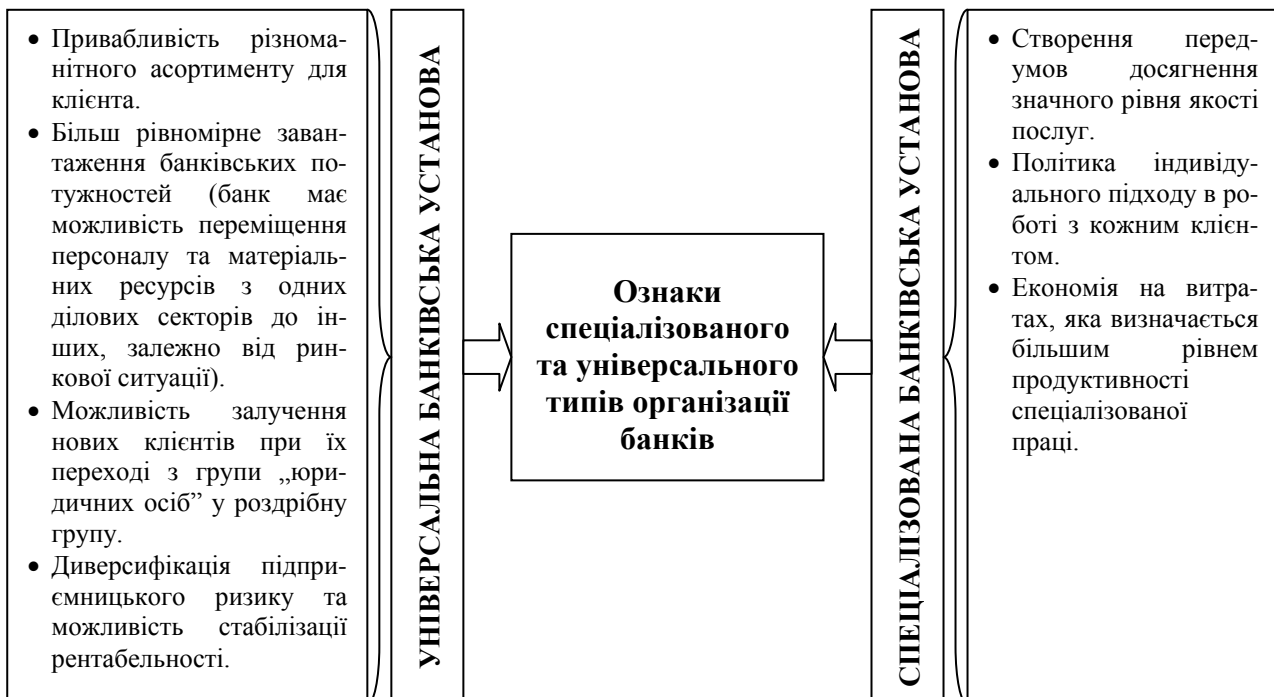 • Привабливість різнома-
нітного асортименту для
клієнта.
• Більш рівномірне заван-
таження банківських по-
тужностей (банк має
можливість переміщення
персоналу та матеріаль-
них ресурсів з одних
ділових секторів до ін-
ших, залежно від рин-
кової ситуації).
• Можливість залучення
нових клієнтів при їх
переході з групи „юри-
дичних осіб” у роздрібну
групу.
• Диверсифікація підпри-
ємницького ризику та
можливість стабілізації
рентабельності.
УНІВЕРСАЛЬНА БАНКІВСЬКА УСТАНОВА
Ознаки
спеціалізованого
та універсального
типів організації
банків
СПЕЦІАЛІЗОВАНА БАНКІВСЬКА УСТАНОВА
• Створення перед-
умов досягнення
значного рівня якості
послуг.
• Політика індивіду-
ального підходу в ро-
боті з кожним клієн-
том.
• Економія на витра-
тах, яка визначається
більшим рівнем
продуктивності
спеціалізованої
праці.